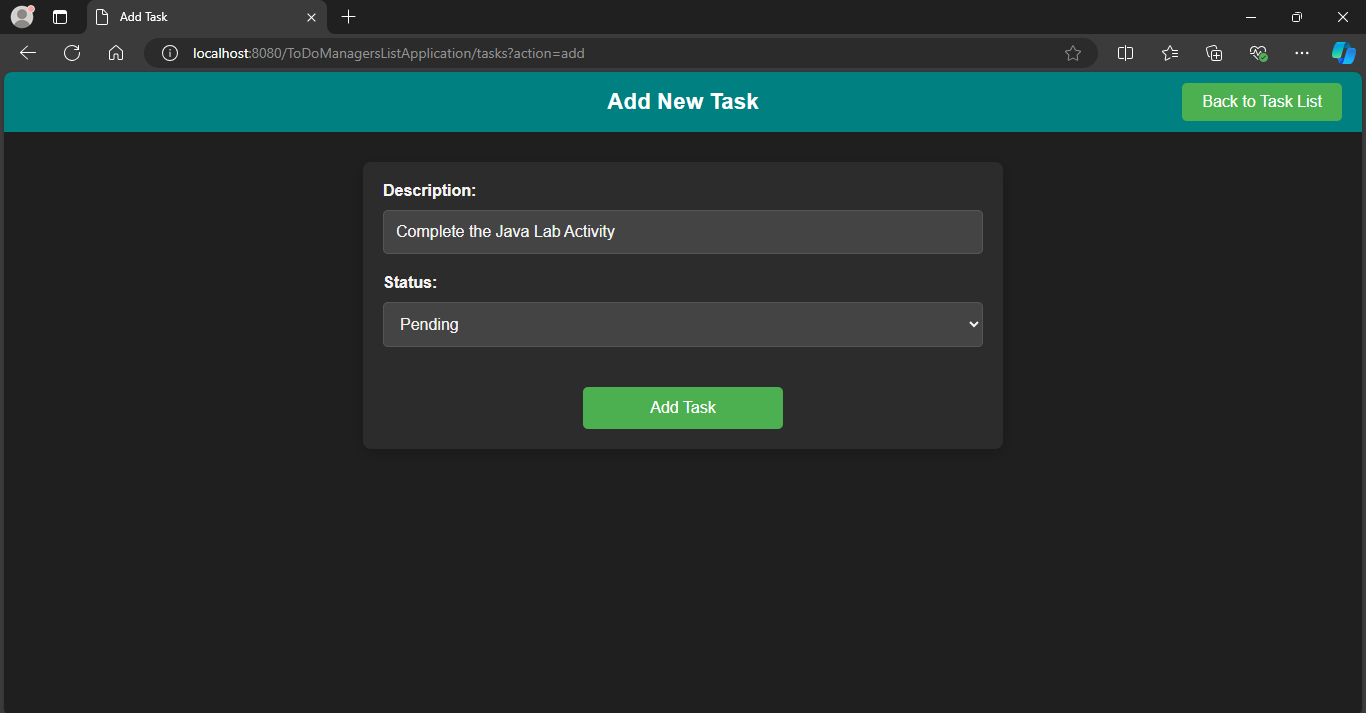 Add Task
localhost:8080/ToDoManagersListApplication/tasks?action=add
Add New Task
Back to Task List
Description:
Complete the Java Lab Activity
Status:
Pending
Add Task